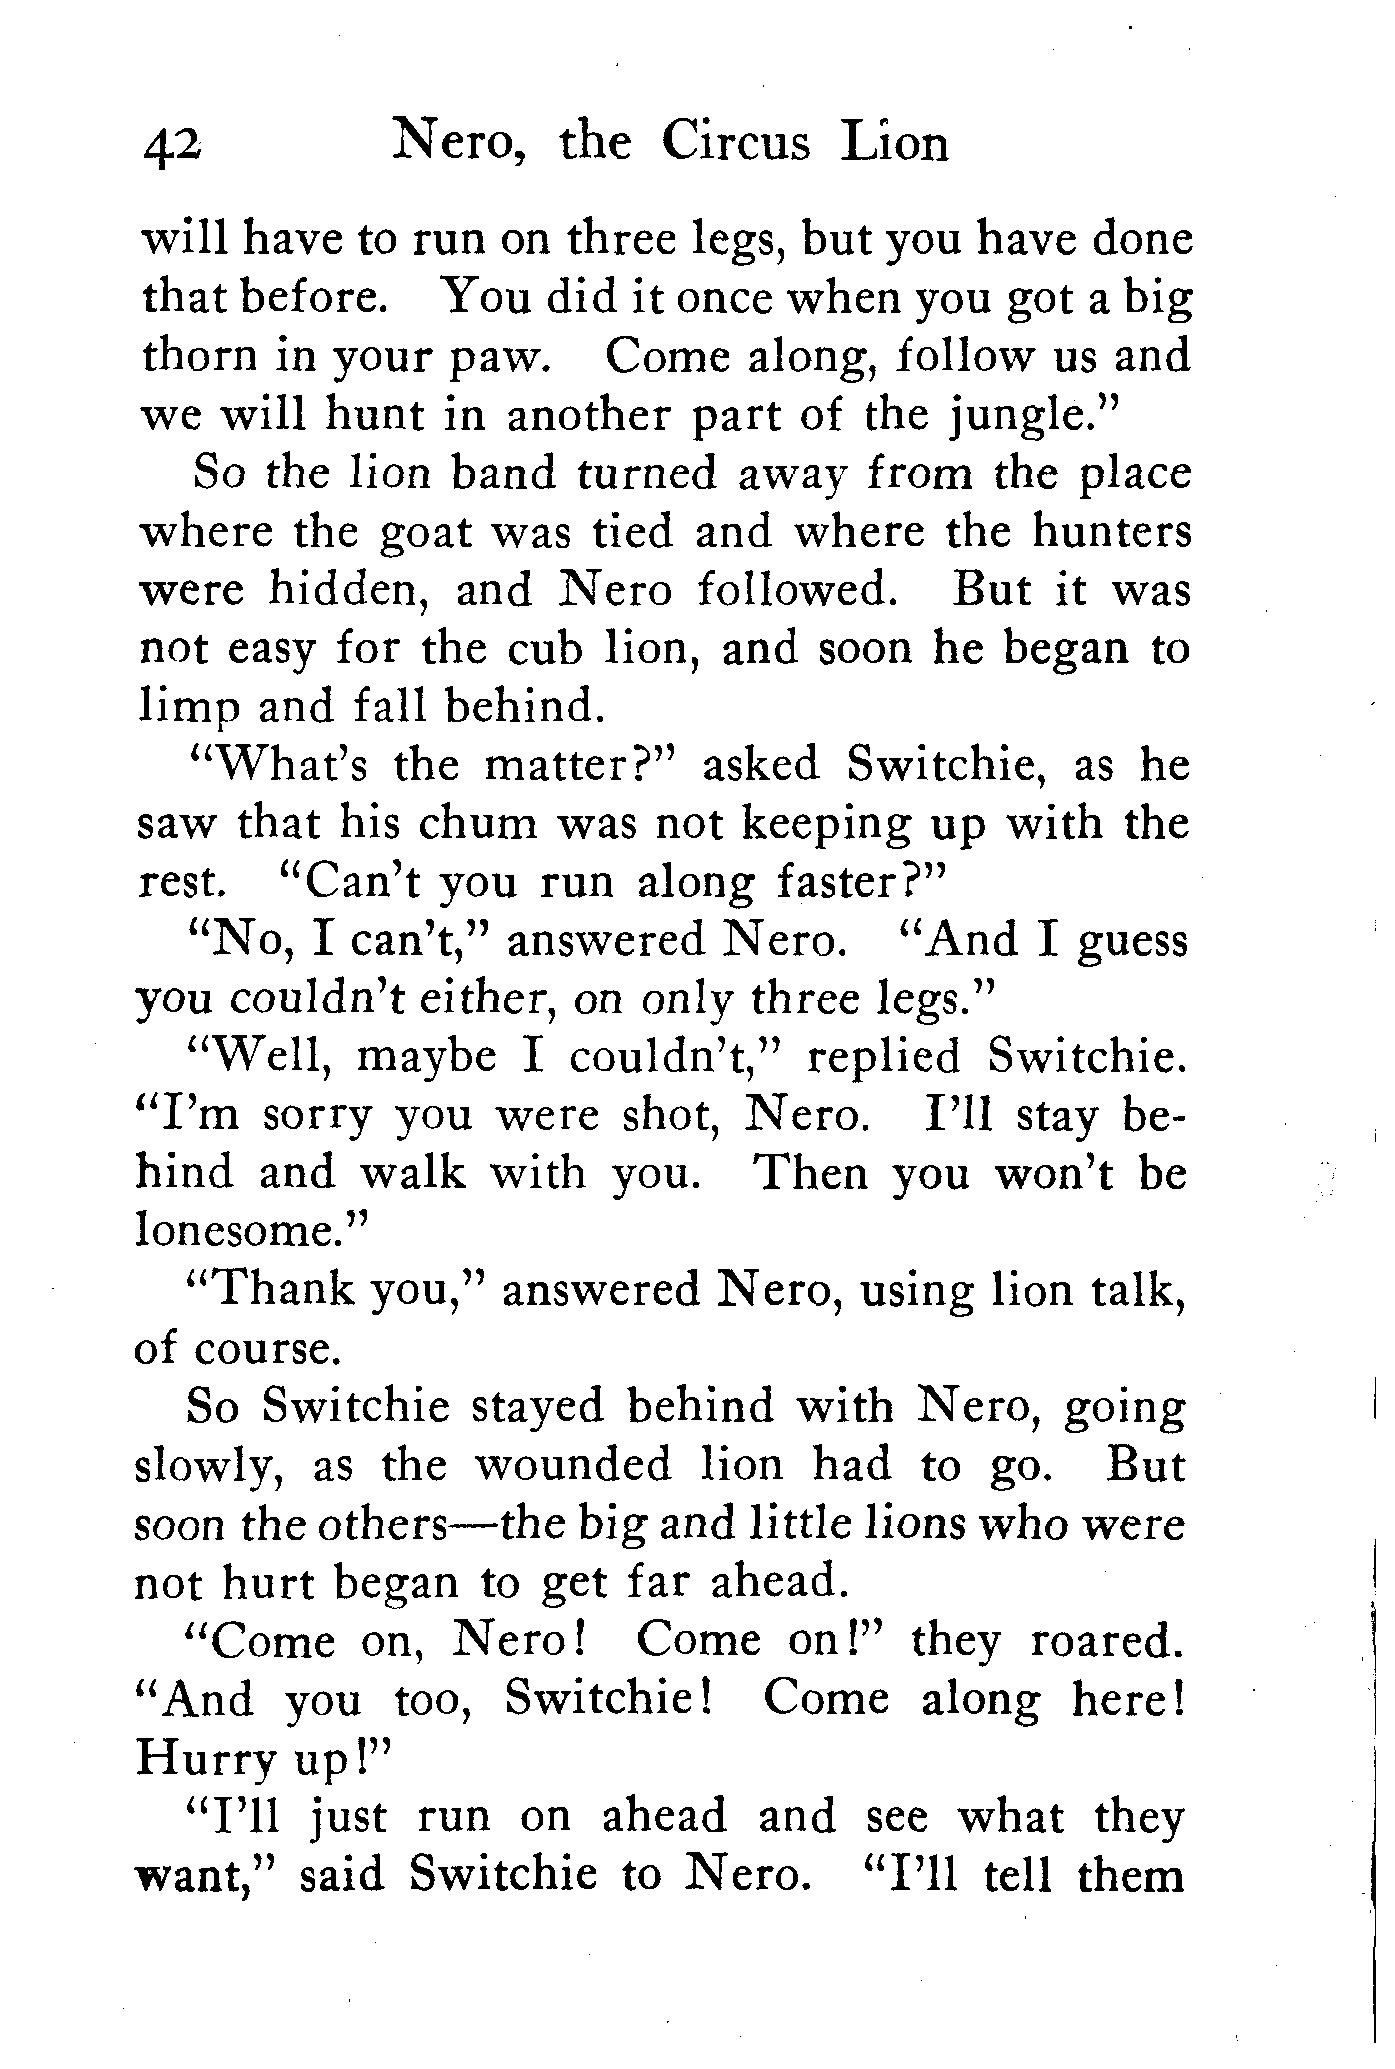 42 Nero, the Circus Lion
will have to run on three legs, but you have done
that before. You did it once when you got a big
thorn in your paw. Come along, follow us and
we will hunt in another part of the jungle.”
So the lion band turned away from the place
where the goat was tied and where the hunters
were hidden, and Nero followed. But it was
not easy for the cub lion, and soon he began to
limp and fall behind.
“What’s the matter?” asked Switchie, as he
saw that his chum was not keeping up with the
rest. “Can’t you run along faster?”
“No, I can’t,” answered Nero. “And I guess
you couldn’t either, on only three legs.”
“Well, maybe I couldn’t,” replied Switchie.
“I’m sorry you were shot, Nero. I’ll stay be-
hind and walk with you. Then you won’t be
lonesome.”
“Thank you,” answered Nero, using lion talk,
of course.
So Switchie stayed behind with Nero, going
slowly, as the wounded lion had to go. But
soon the others—the big and little lions who were
not hurt began to get far ahead.
“Come on, Nero! Come on!” they roared.
“And you too, Switchie! Come along here!
Hurry up!”
“I’ll just run on ahead and see what they
want,” said Switchie to Nero. “I’ll tell them